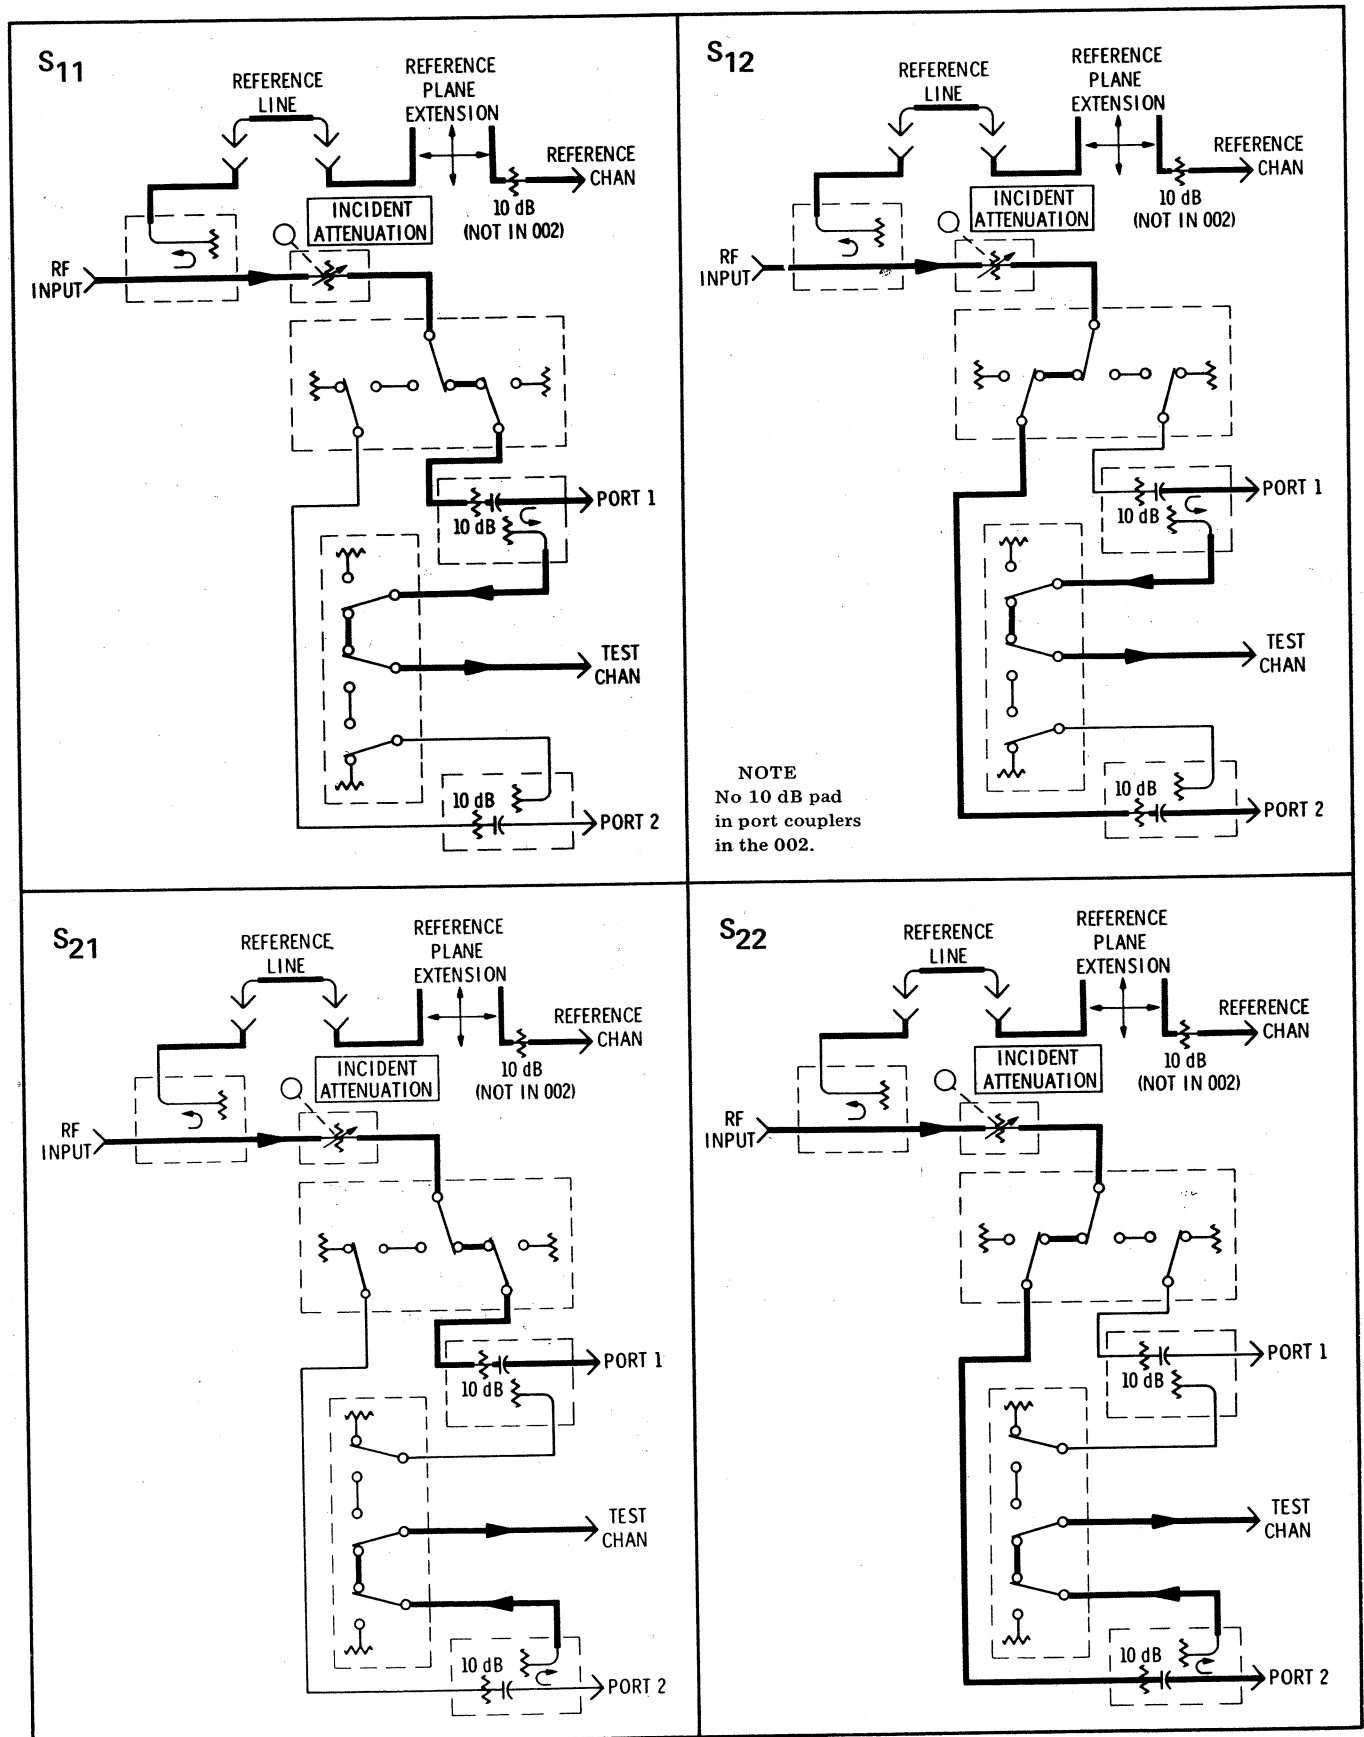 S11
REFERENCE
LINE
REFERENCE
PLANE
EXTENSION
REFERENCE
CHAN
10 dB
(NOT IN 002)
INCIDENT
ATTENUATION
RF
INPUT
10 dB
PORT 1
TEST
CHAN
10 dB
PORT 2
S12
REFERENCE
LINE
REFERENCE
PLANE
EXTENSION
REFERENCE
CHAN
10 dB
(NOT IN 002)
INCIDENT
ATTENUATION
RF
INPUT
10 dB
PORT 1
TEST
CHAN
10 dB
PORT 2
NOTE
No 10 dB pad
in port couplers
in the 002.
S21
REFERENCE
LINE
REFERENCE
PLANE
EXTENSION
REFERENCE
CHAN
10 dB
(NOT IN 002)
INCIDENT
ATTENUATION
RF
INPUT
10 dB
PORT 1
TEST
CHAN
10 dB
PORT 2
S22
REFERENCE
LINE
REFERENCE
PLANE
EXTENSION
REFERENCE
CHAN
10 dB
(NOT IN 002)
INCIDENT
ATTENUATION
RF
INPUT
10 dB
PORT 1
TEST
CHAN
10 dB
PORT 2